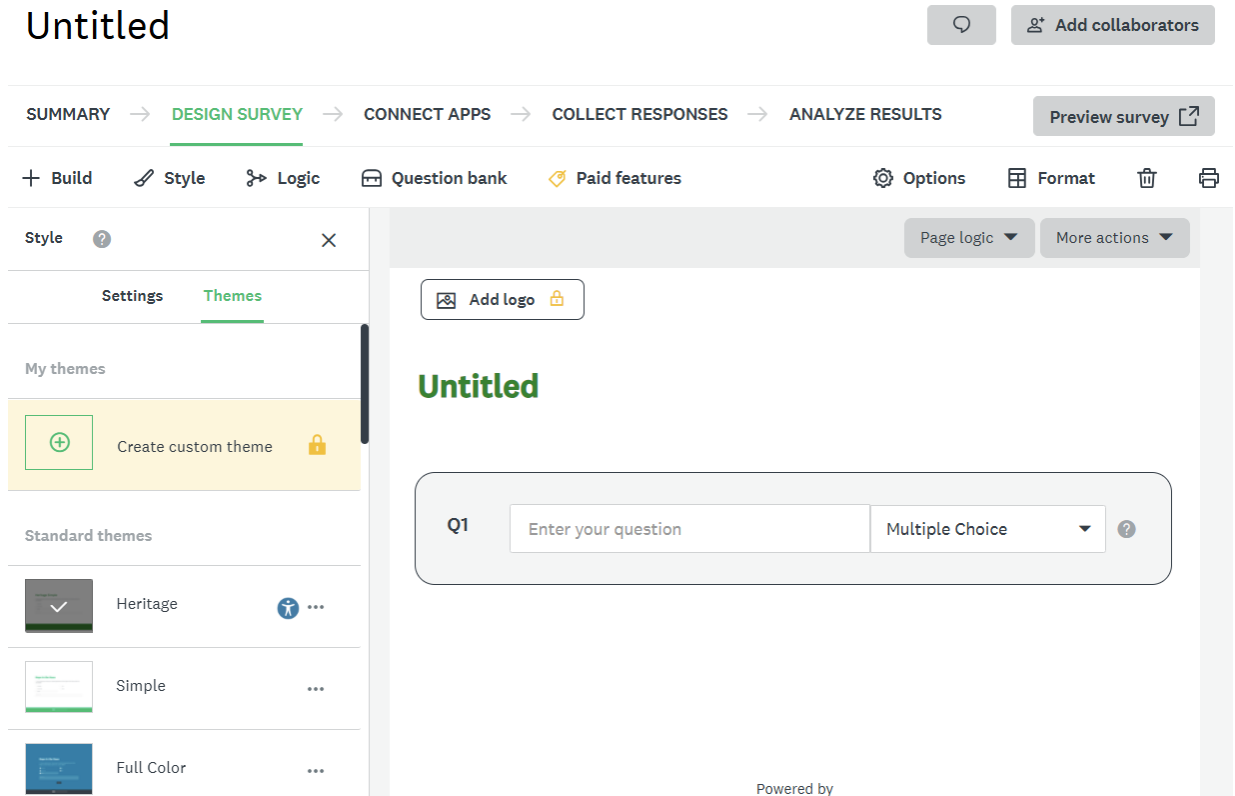 Untitled
Add collaborators
SUMMARY
DESIGN SURVEY
CONNECT APPS
COLLECT RESPONSES
ANALYZE RESULTS
Preview survey
Build
Style
Logic
Question bank
Paid features
Options
Format
Style
?
Settings
Themes
My themes
Create custom theme
Standard themes
Heritage
Simple
Full Color
Page logic
More actions
Add logo
Untitled
Q1
Enter your question
Multiple Choice
?
Powered by